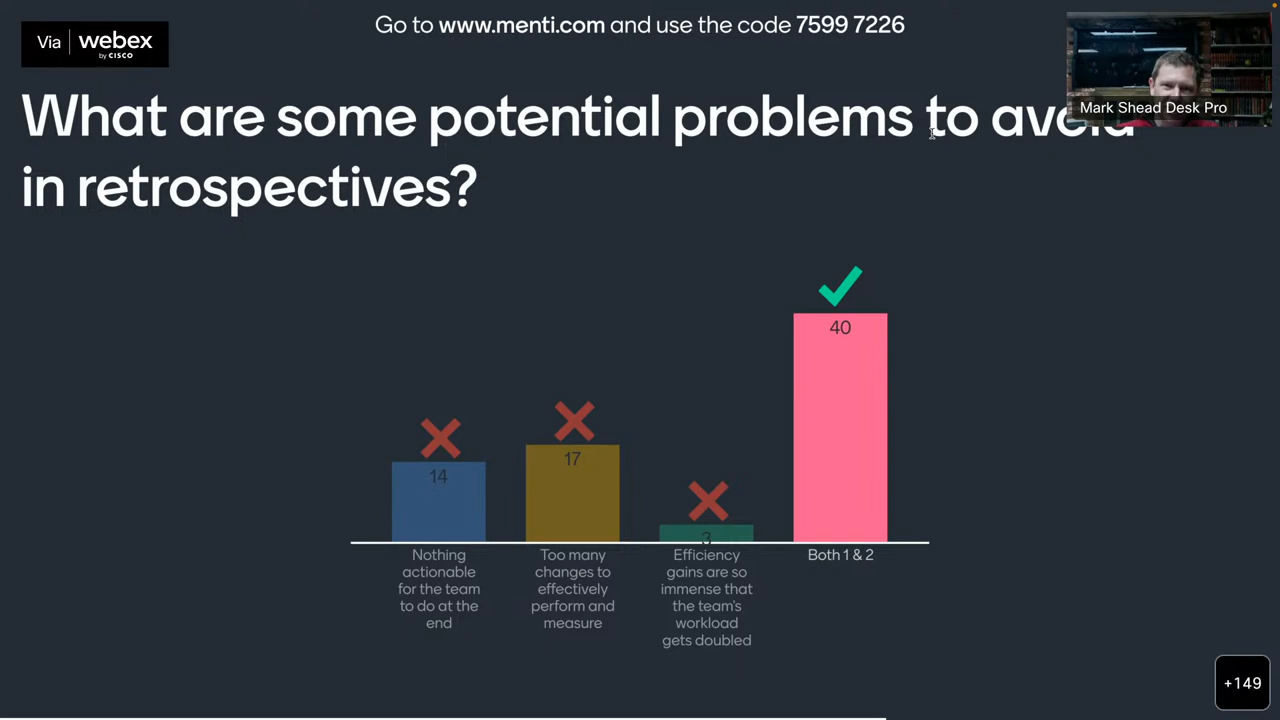 Go to www.menti.com and use the code 7599 7226
Via webex
by CISCO
Mark Shead Desk Pro
What are some potential problems to avoid
in retrospectives?
40
14
17
3
Nothing
actionable
for the team
to do at the
end
Too many
changes to
effectively
perform and
measure
Efficiency
gains are so
immense that
the team's
workload
gets doubled
Both 1 & 2
+149